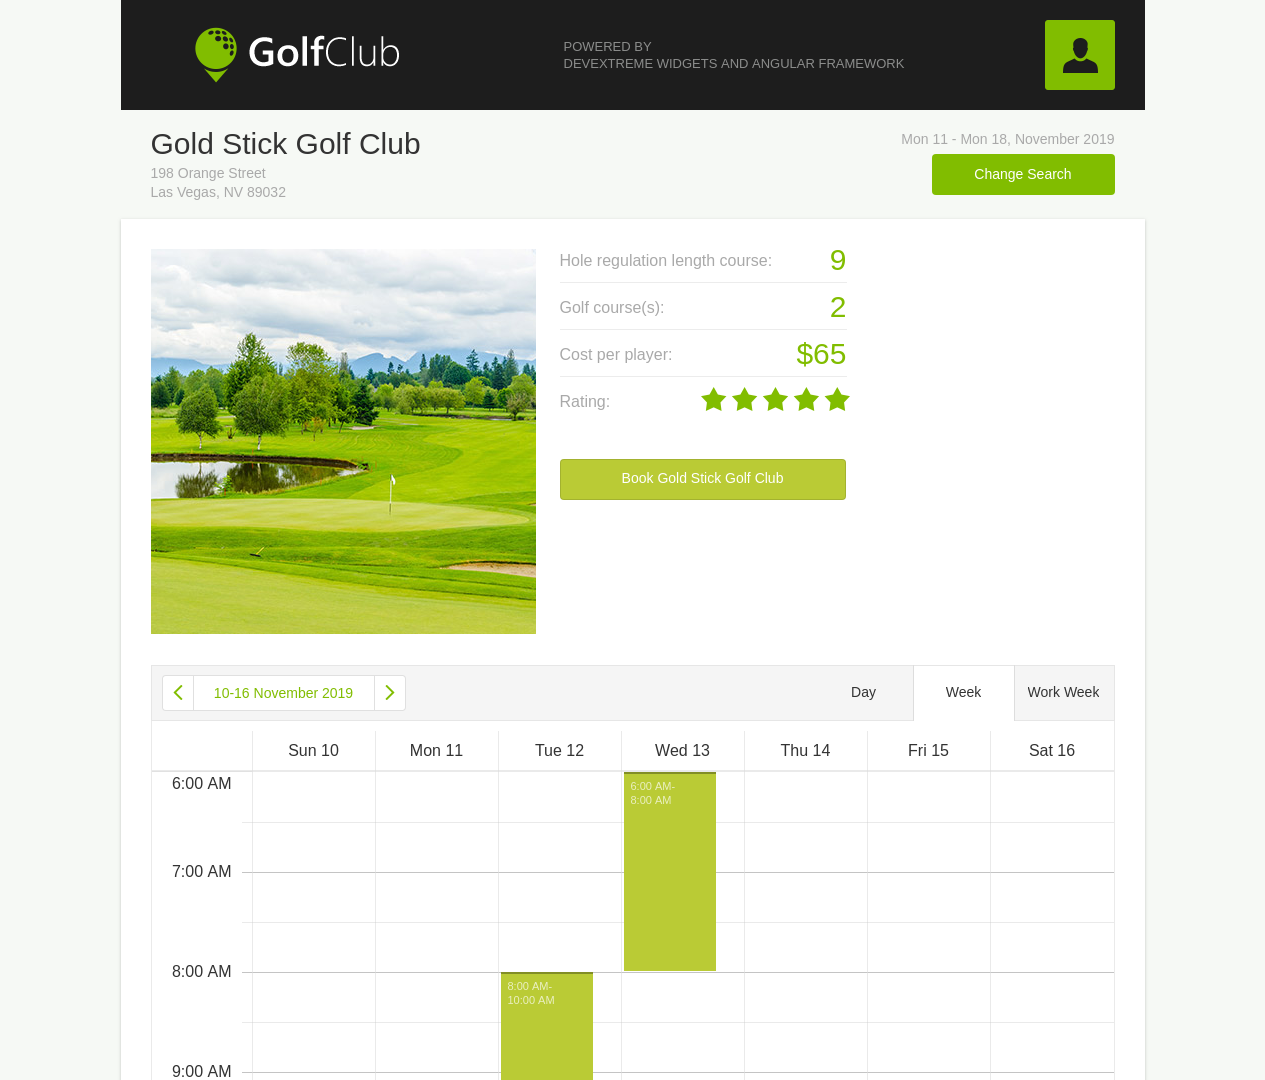 GolfClub
POWERED BY
DEVEXTREME WIDGETS AND ANGULAR FRAMEWORK
Gold Stick Golf Club
198 Orange Street
Las Vegas, NV 89032
Mon 11 - Mon 18, November 2019
Change Search
Hole regulation length course: 9
Golf course(s): 2
Cost per player: $65
Rating:
Book Gold Stick Golf Club
10-16 November 2019
Day Week Work Week
Sun 10 Mon 11 Tue 12 Wed 13 Thu 14 Fri 15 Sat 16
6:00 AM
6:00 AM-
8:00 AM
7:00 AM
8:00 AM
8:00 AM-
10:00 AM
9:00 AM